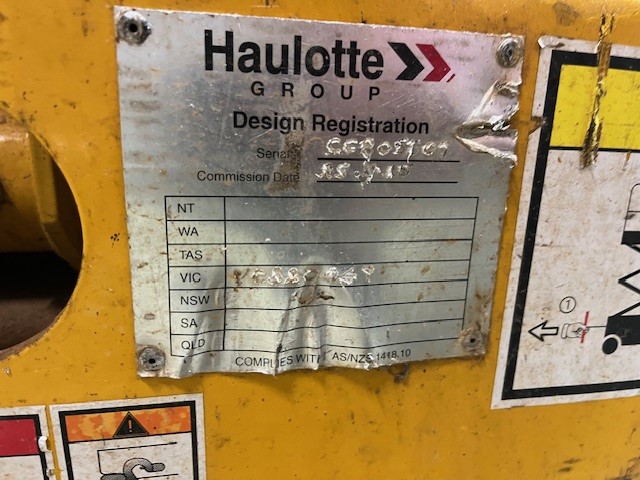 Haulotte
GROUP
Design Registration
Serial
Commission Date
NT
WA
TAS
VIC
NSW
SA
QLD
COMPLIES WITH AS/NZS 1418.10
1